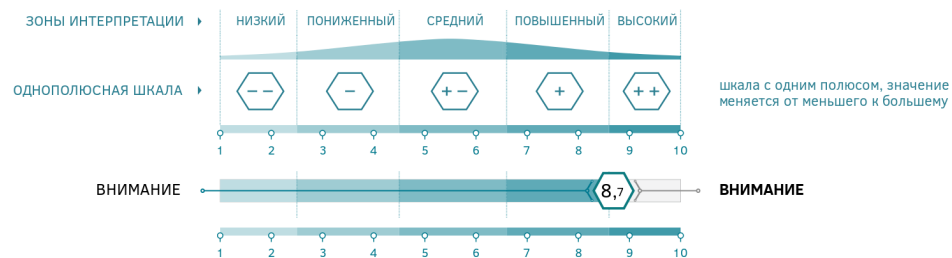 ЗОНЫ ИНТЕРПРЕТАЦИИ НИЗКИЙ ПОНИЖЕННЫЙ СРЕДНИЙ ПОВЫШЕННЫЙ ВЫСОКИЙ
ОДНОПОЛЮСНАЯ ШКАЛА − − − + − + + + шкала с одним полюсом, значение
меняется от меньшего к большему
1 2 3 4 5 6 7 8 9 10
ВНИМАНИЕ 8,7 ВНИМАНИЕ
1 2 3 4 5 6 7 8 9 10